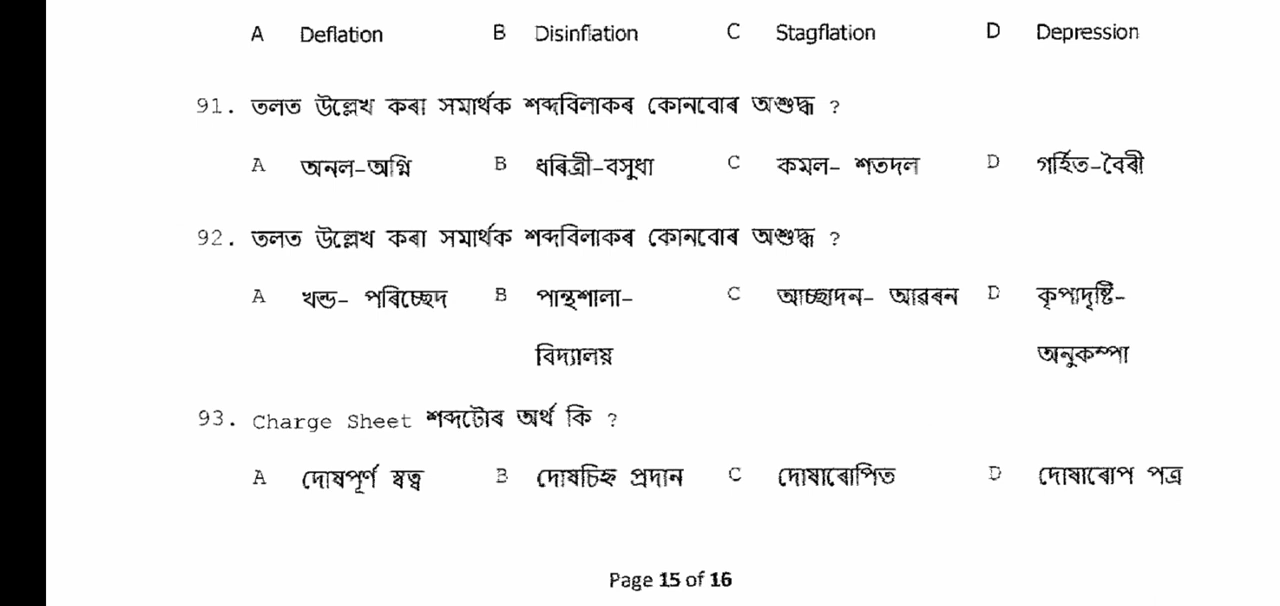 A Deflation B Disinflation C Stagflation D Depression
91. তলত উল্লেখ কৰা সমাৰ্থক শব্দবিলাকৰ কোনবোৰ অশুদ্ধ ?
A অনল-অগ্নি B ধৰিত্ৰী-বসুধা C কমল- শতদল D গৰ্হিত-বৈৰী
92. তলত উল্লেখ কৰা সমাৰ্থক শব্দবিলাকৰ কোনবোৰ অশুদ্ধ ?
A খন্ড- পৰিচ্ছেদ B পান্থশালা- C আচ্ছাদন- আৱৰন D কৃপাদৃষ্টি-
বিদ্যালয় অনুকম্পা
93. Charge Sheet শব্দটোৰ অৰ্থ কি ?
A দোষপূৰ্ণ স্বত্ব B দোষচিহ্ন প্ৰদান C দোষাৰোপিত D দোষাৰোপ পত্ৰ
Page 15 of 16